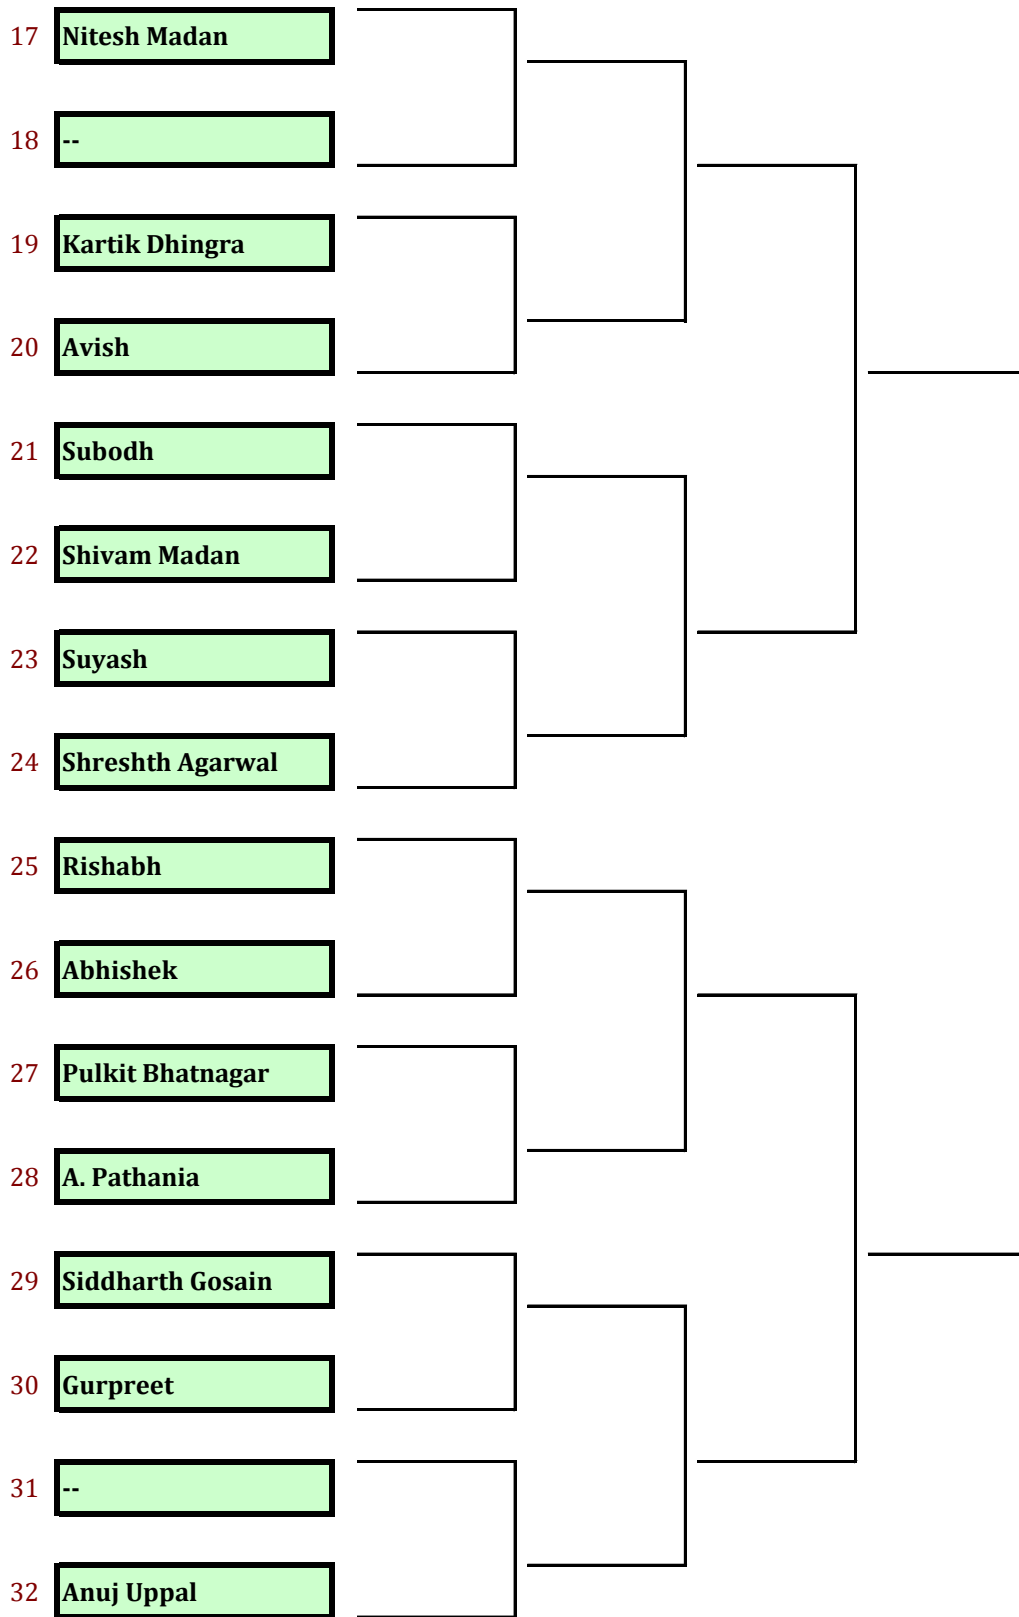 17 Nitesh Madan
18 --
19 Kartik Dhingra
20 Avish
21 Subodh
22 Shivam Madan
23 Suyash
24 Shreshth Agarwal
25 Rishabh
26 Abhishek
27 Pulkit Bhatnagar
28 A. Pathania
29 Siddharth Gosain
30 Gurpreet
31 --
32 Anuj Uppal